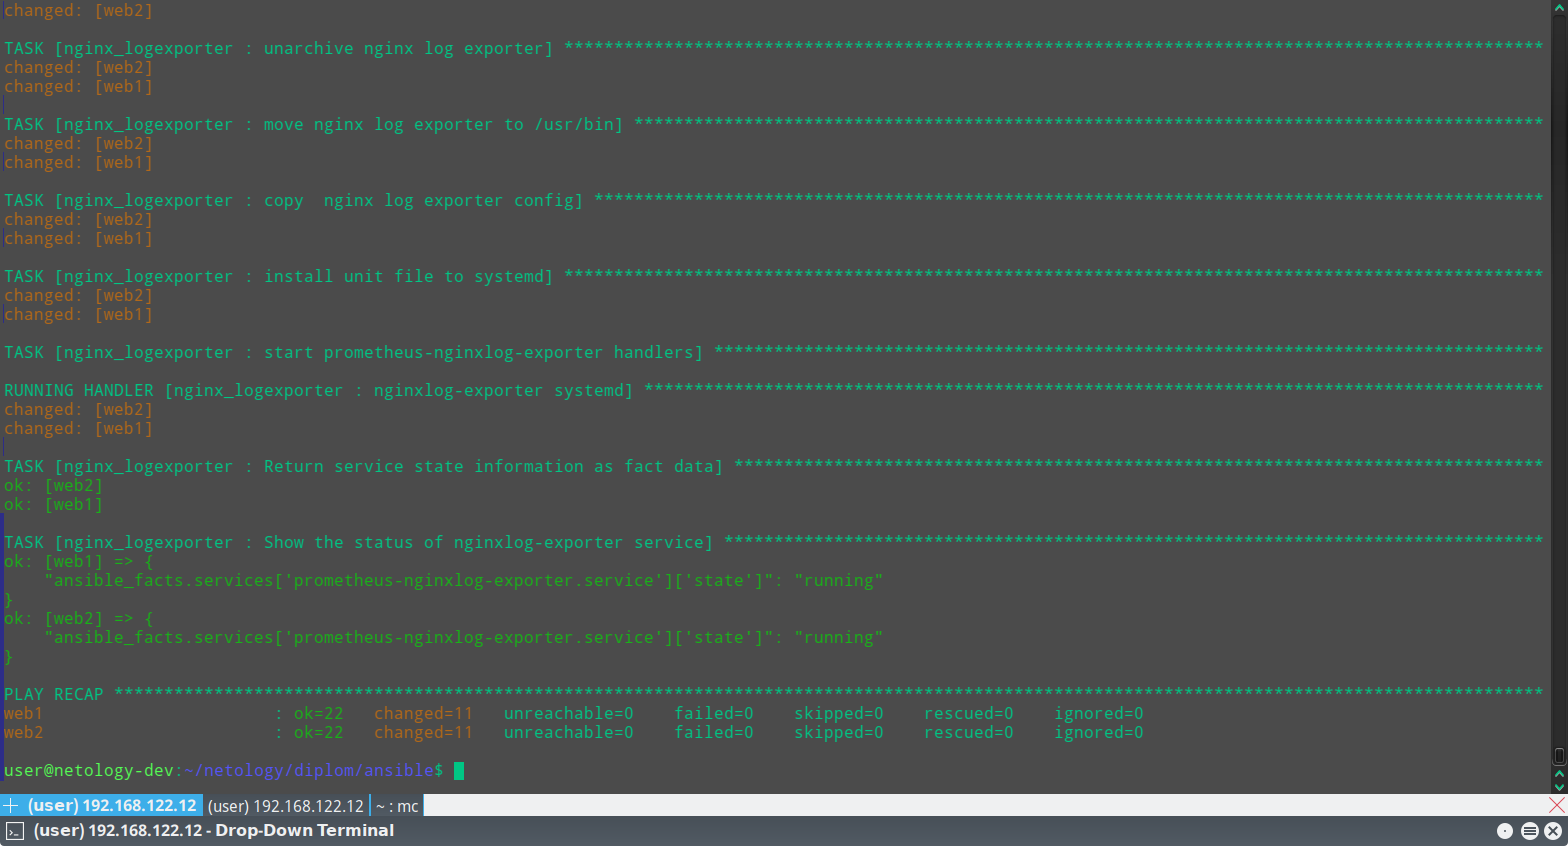 changed: [web2]
TASK [nginx_logexporter : unarchive nginx log exporter] **************************************************************************************************
changed: [web2]
changed: [web1]
TASK [nginx_logexporter : move nginx log exporter to /usr/bin] *******************************************************************************************
changed: [web2]
changed: [web1]
TASK [nginx_logexporter : copy  nginx log exporter config] ***********************************************************************************************
changed: [web2]
changed: [web1]
TASK [nginx_logexporter : install unit file to systemd] **************************************************************************************************
changed: [web2]
changed: [web1]
TASK [nginx_logexporter : start prometheus-nginxlog-exporter handlers] ***********************************************************************************
RUNNING HANDLER [nginx_logexporter : nginxlog-exporter systemd] ******************************************************************************************
changed: [web2]
changed: [web1]
TASK [nginx_logexporter : Return service state information as fact data] *********************************************************************************
ok: [web2]
ok: [web1]
TASK [nginx_logexporter : Show the status of nginxlog-exporter service] **********************************************************************************
ok: [web1] => {
    "ansible_facts.services['prometheus-nginxlog-exporter.service']['state']": "running"
}
ok: [web2] => {
    "ansible_facts.services['prometheus-nginxlog-exporter.service']['state']": "running"
}
PLAY RECAP ***********************************************************************************************************************************************
web1                       : ok=22   changed=11   unreachable=0    failed=0    skipped=0    rescued=0    ignored=0
web2                       : ok=22   changed=11   unreachable=0    failed=0    skipped=0    rescued=0    ignored=0
user@netology-dev:~/netology/diplom/ansible$
(user) 192.168.122.12 (user) 192.168.122.12 ~ : mc
(user) 192.168.122.12 - Drop-Down Terminal